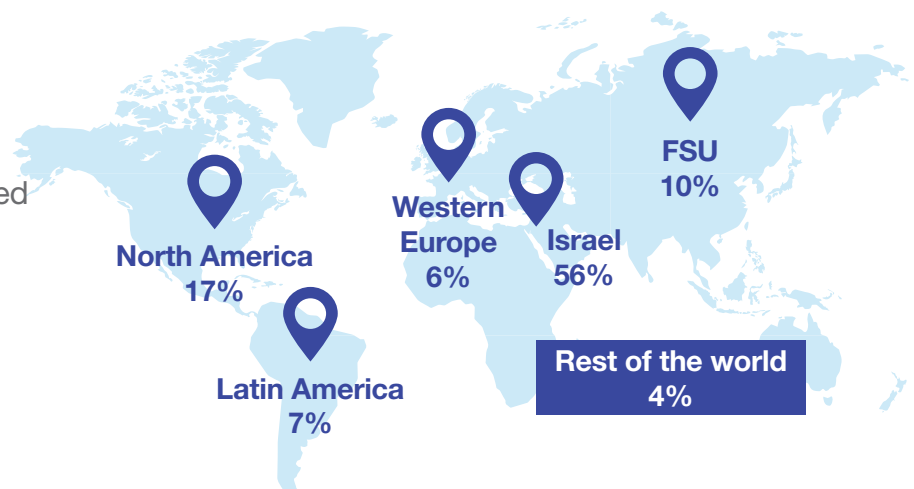 ed
FSU
10%
Western
Europe
6%
Israel
56%
North America
17%
Rest of the world
4%
Latin America
7%